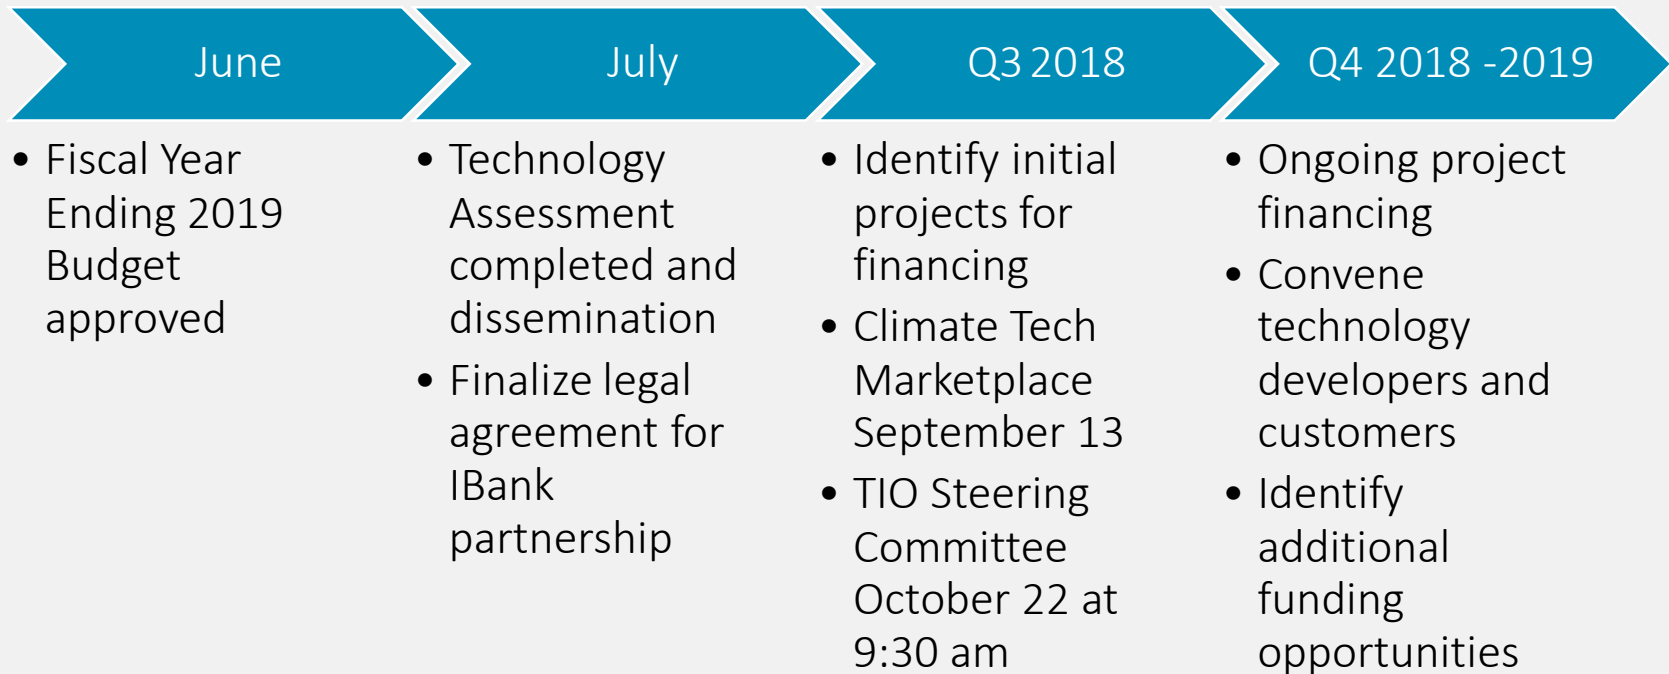 June
• Fiscal Year
Ending 2019
Budget
approved
July
• Technology
Assessment
completed and
dissemination
• Finalize legal
agreement for
IBank
partnership
Q3 2018
• Identify initial
projects for
financing
• Climate Tech
Marketplace
September 13
• TIO Steering
Committee
October 22 at
9:30 am
Q4 2018 -2019
• Ongoing project
financing
• Convene
technology
developers and
customers
• Identify
additional
funding
opportunities